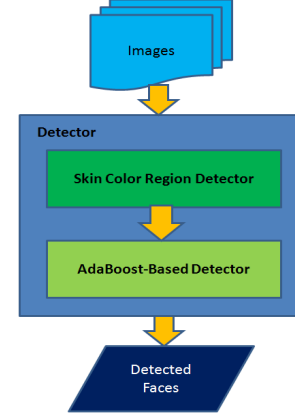 Images
Detector
Skin Color Region Detector
AdaBoost-Based Detector
Detected
Faces